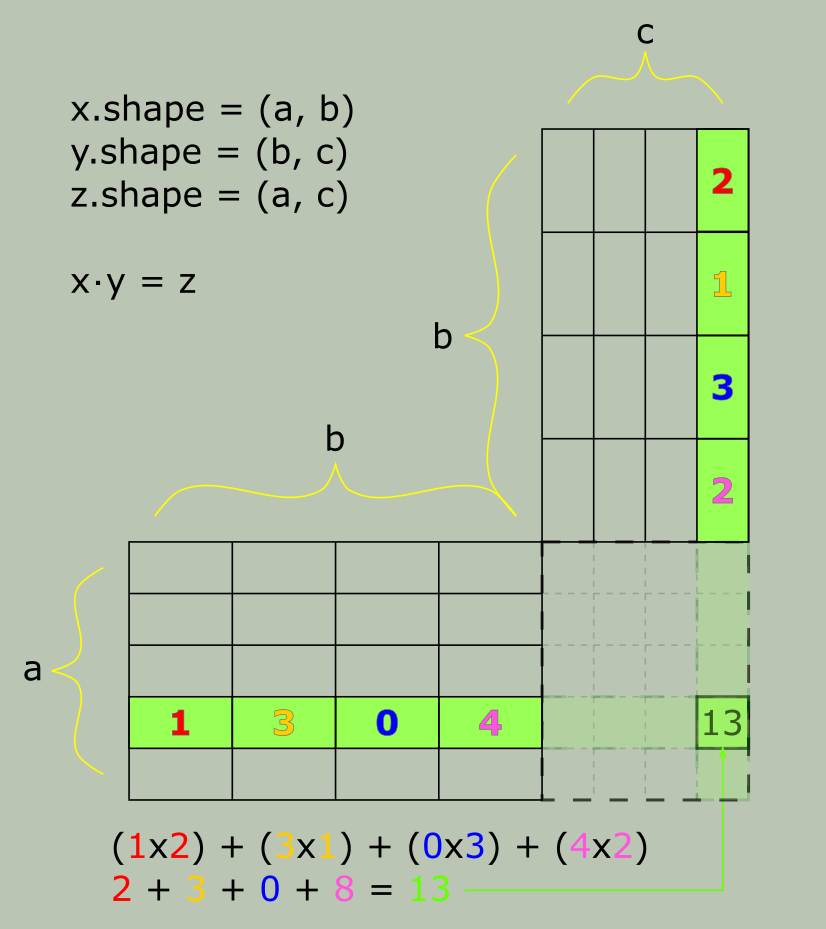 c
x.shape = (a, b)
y.shape = (b, c)
z.shape = (a, c)
x·y = z
2
1
3
2
b
b
a
1 3 0 4 13
(1x2) + (3x1) + (0x3) + (4x2)
2 + 3 + 0 + 8 = 13